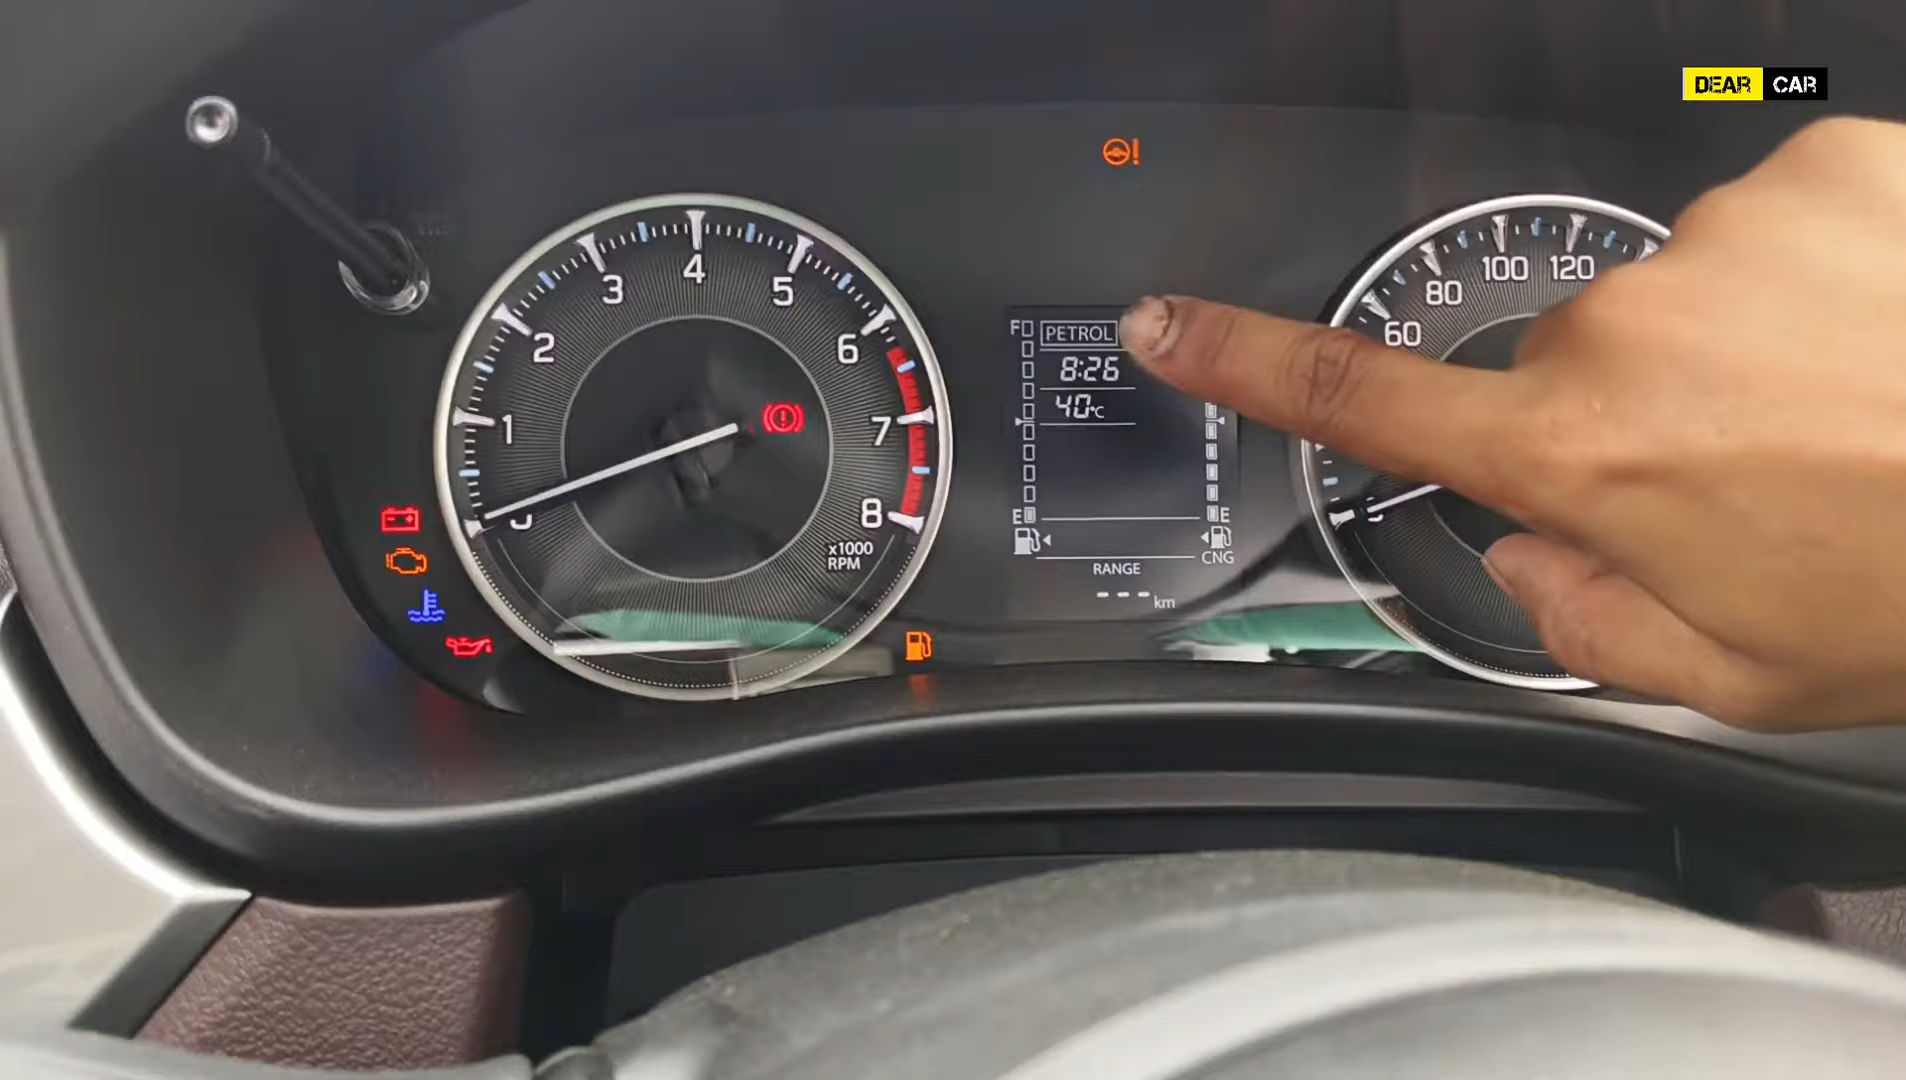 DEAR CAR
1
2
3
4
5
6
7
8
x1000
RPM
F
PETROL
8:26
40°C
E
E
CNG
RANGE
--- km
60
80
100
120